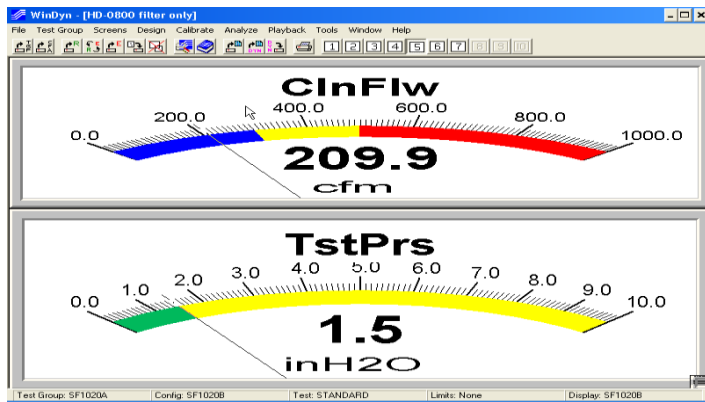 WinDyn - [HD-0800 filter only]
File Test Group Screens Design Calibrate Analyze Playback Tools Window Help
1 2 3 4 5 6 7 8 9 10
ClnFlw
0.0 200.0 400.0 600.0 800.0 1000.0
209.9
cfm
TstPrs
0.0 1.0 2.0 3.0 4.0 5.0 6.0 7.0 8.0 9.0 10.0
1.5
inH2O
Test Group: SF1020A Config: SF1020B Test: STANDARD Limits: None Display: SF1020B